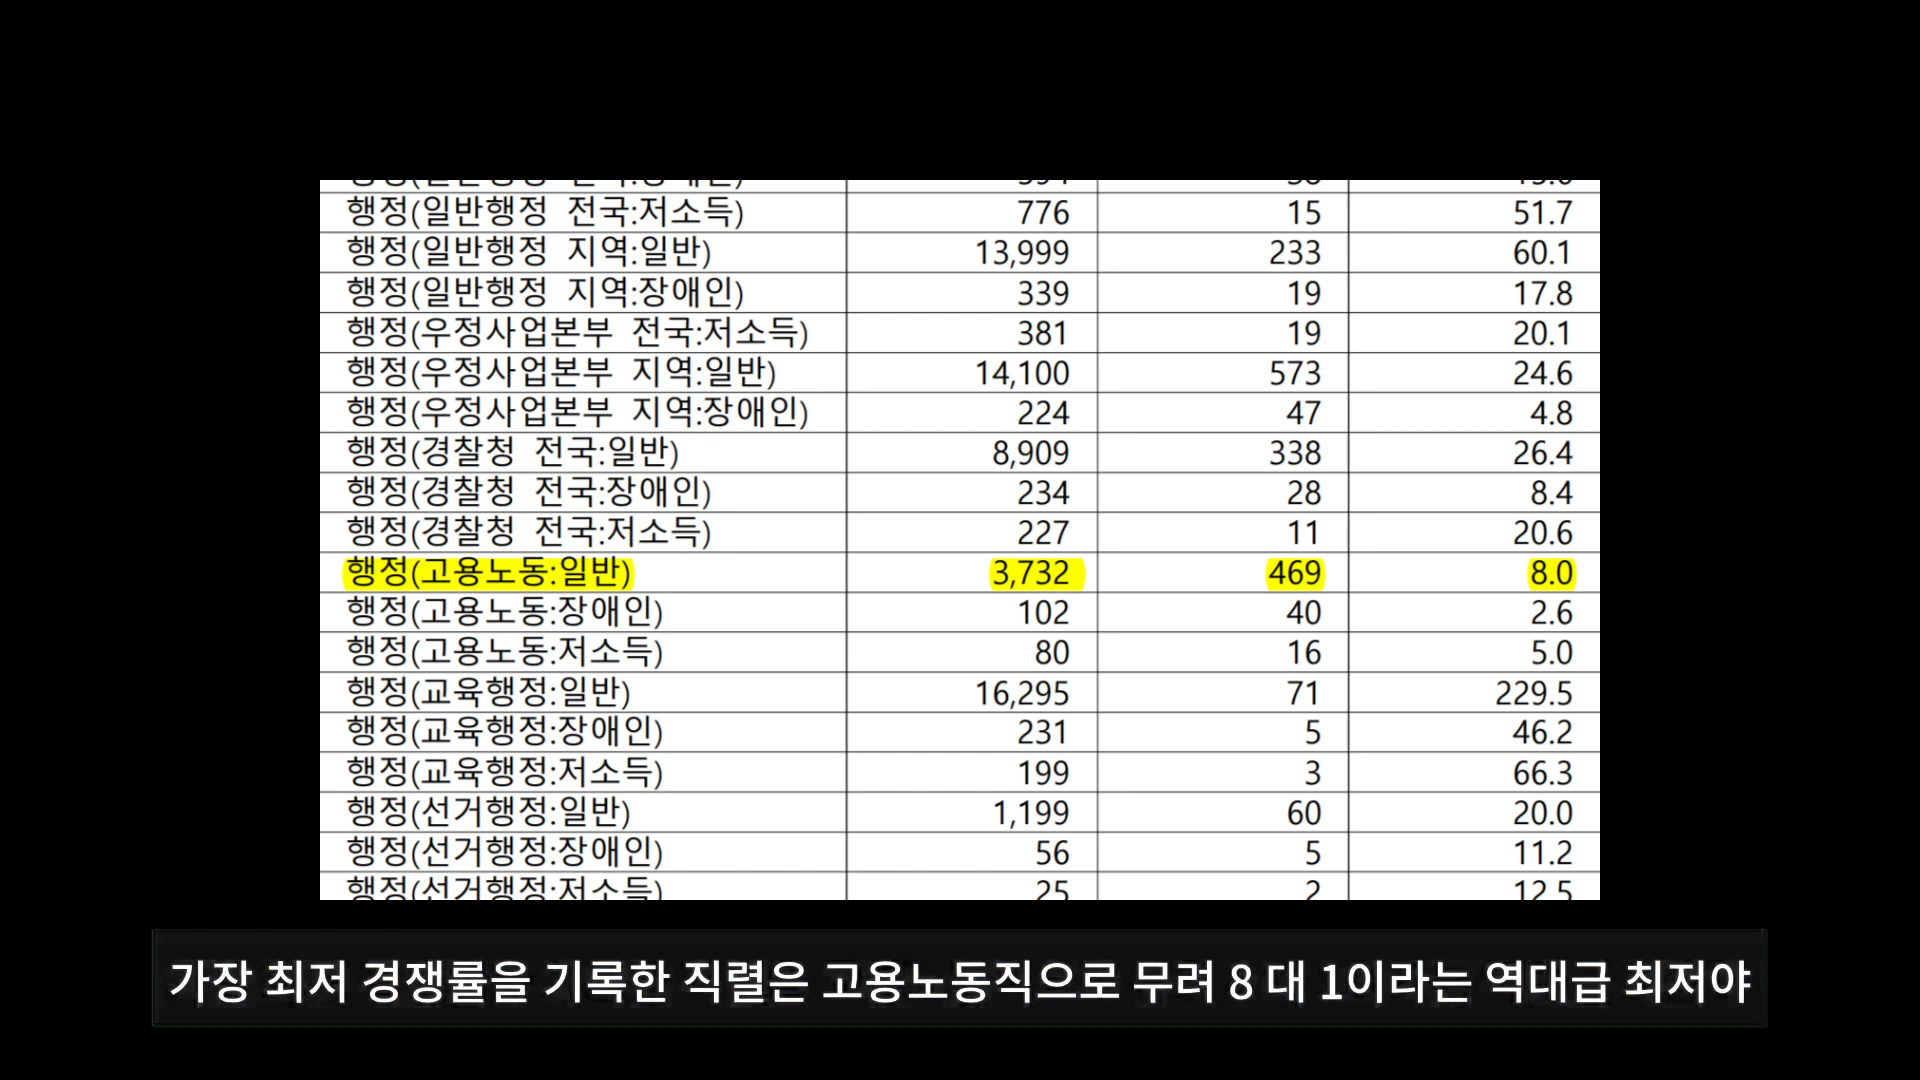 행정(일반행정 전국:저소득) 776 15 51.7
행정(일반행정 지역:일반) 13,999 233 60.1
행정(일반행정 지역:장애인) 339 19 17.8
행정(우정사업본부 전국:저소득) 381 19 20.1
행정(우정사업본부 지역:일반) 14,100 573 24.6
행정(우정사업본부 지역:장애인) 224 47 4.8
행정(경찰청 전국:일반) 8,909 338 26.4
행정(경찰청 전국:장애인) 234 28 8.4
행정(경찰청 전국:저소득) 227 11 20.6
행정(고용노동:일반) 3,732 469 8.0
행정(고용노동:장애인) 102 40 2.6
행정(고용노동:저소득) 80 16 5.0
행정(교육행정:일반) 16,295 71 229.5
행정(교육행정:장애인) 231 5 46.2
행정(교육행정:저소득) 199 3 66.3
행정(선거행정:일반) 1,199 60 20.0
행정(선거행정:장애인) 56 5 11.2
행정(선거행정:저소득) 25 2 12.5
가장 최저 경쟁률을 기록한 직렬은 고용노동직으로 무려 8 대 1이라는 역대급 최저야